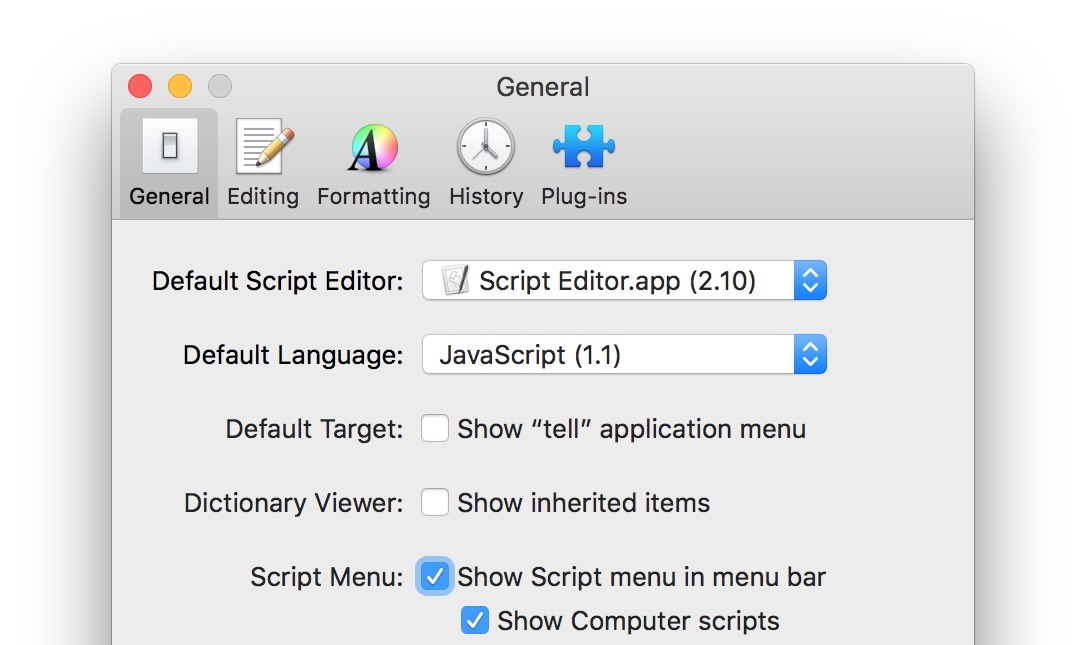 General
General Editing Formatting History Plug-ins
Default Script Editor: Script Editor.app (2.10)
Default Language: JavaScript (1.1)
Default Target: Show “tell” application menu
Dictionary Viewer: Show inherited items
Script Menu: Show Script menu in menu bar
Show Computer scripts